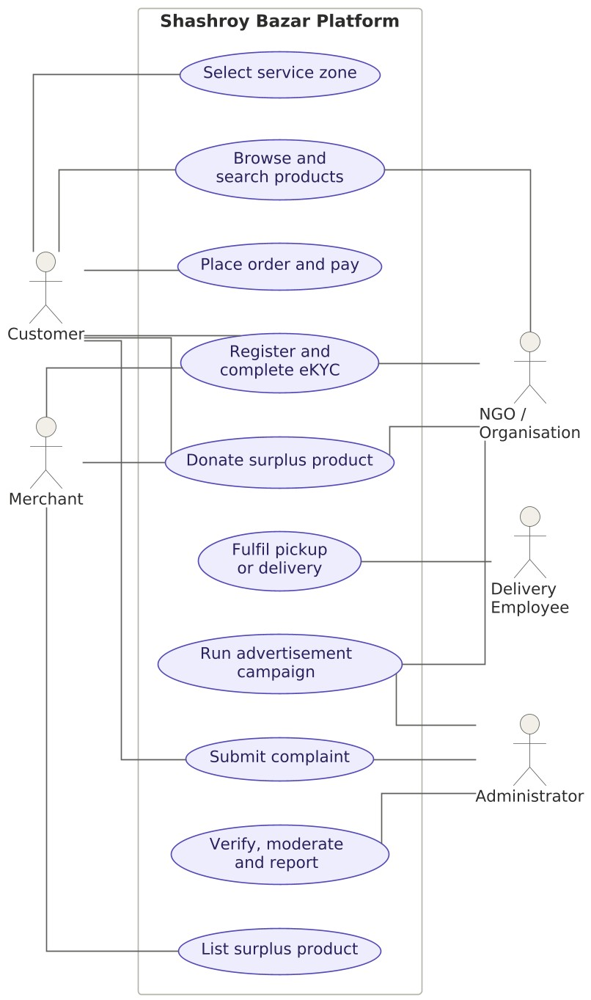 Shashroy Bazar Platform
Select service zone
Browse and
search products
Place order and pay
Customer
Register and
complete eKYC
NGO /
Organisation
Donate surplus product
Merchant
Fulfil pickup
or delivery
Delivery
Employee
Run advertisement
campaign
Submit complaint
Administrator
Verify, moderate
and report
List surplus product